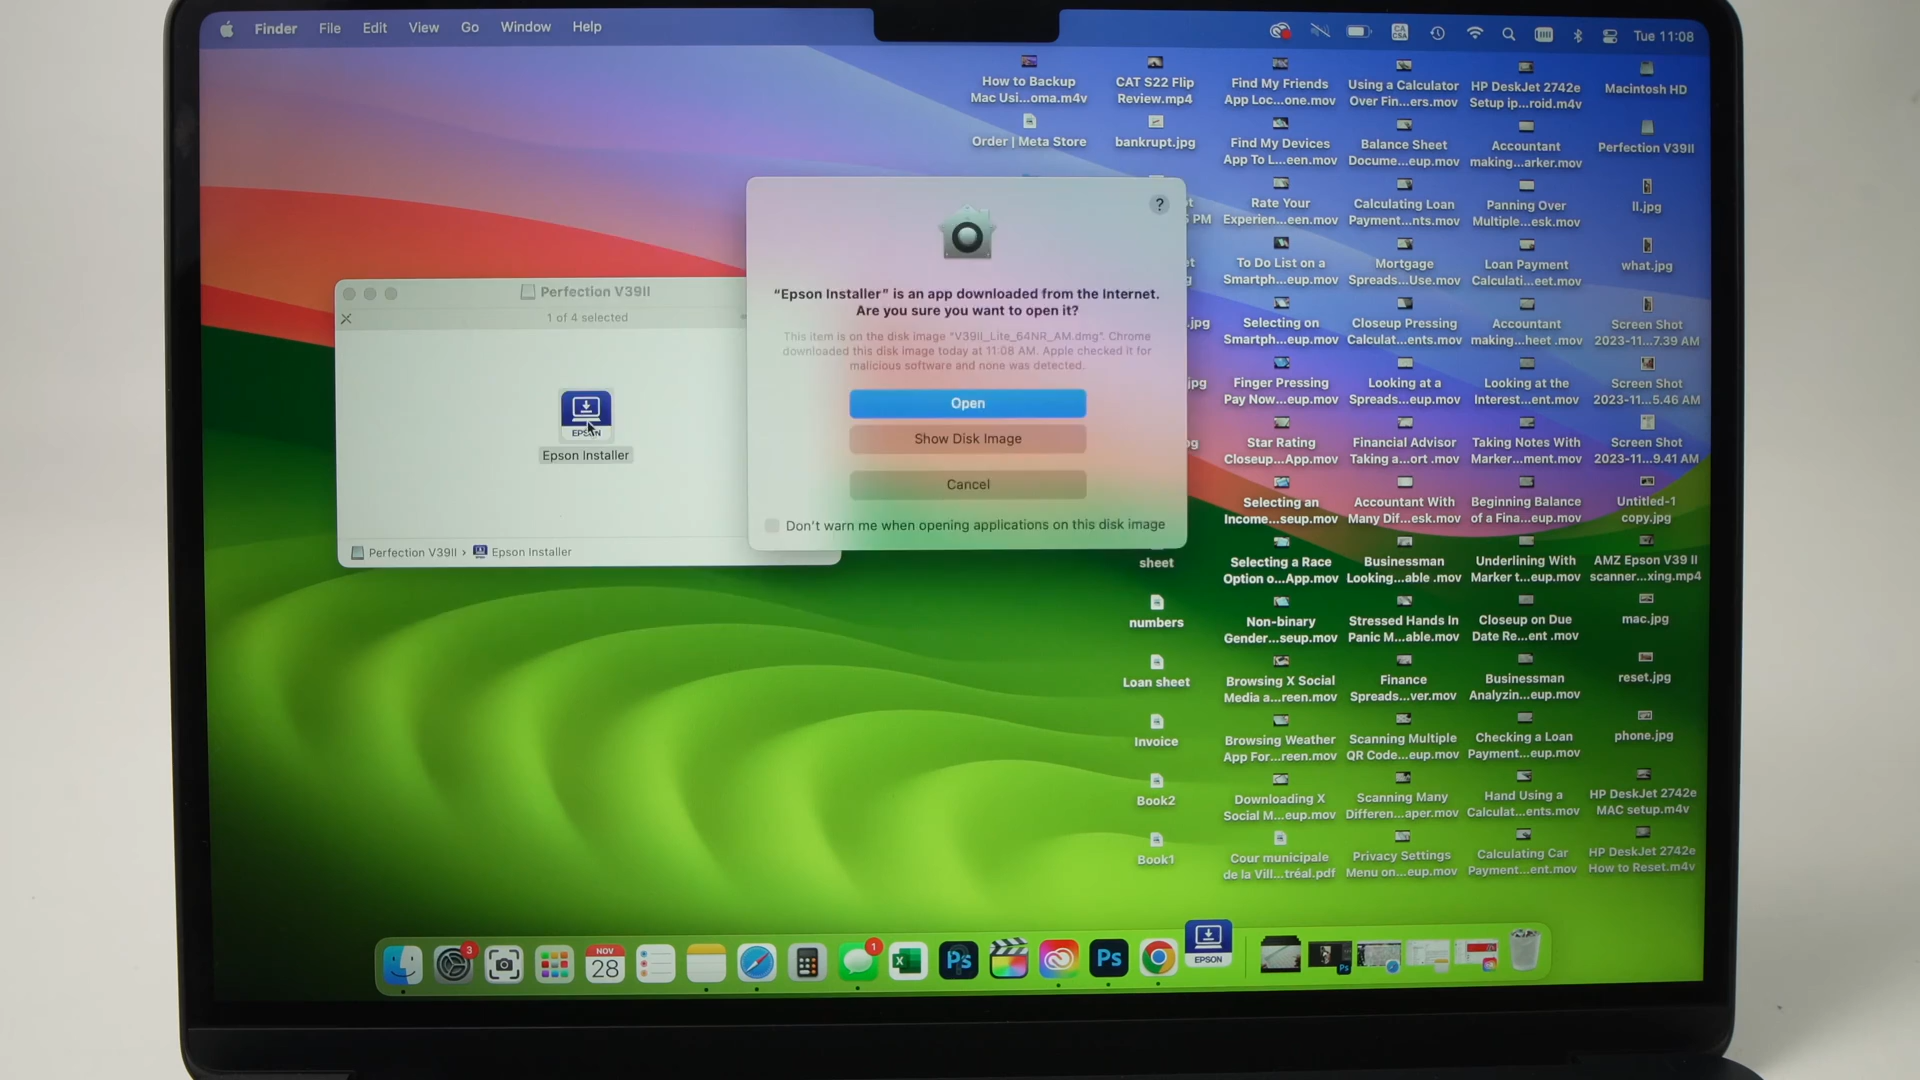 Finder File Edit View Go Window Help
CA
CSA
Tue 11:08
How to Backup
Mac Usi...oma.m4v
CAT S22 Flip
Review.mp4
Find My Friends
App Loc...one.mov
Using a Calculator
Over Fin...ers.mov
HP DeskJet 2742e
Setup ip...roid.m4v
Macintosh HD
Order | Meta Store
bankrupt.jpg
Find My Devices
App To L...een.mov
Balance Sheet
Docume...eup.mov
Accountant
making...arker.mov
Perfection V39II
Rate Your
Experien...een.mov
Calculating Loan
Payment...nts.mov
Panning Over
Multiple...esk.mov
ll.jpg
PM
To Do List on a
Smartph...eup.mov
Mortgage
Spreads...Use.mov
Loan Payment
Calculat...eet.mov
what.jpg
.jpg
Selecting on
Smartph...eup.mov
Closeup Pressing
Calculat...ents.mov
Accountant
making...heet .mov
Screen Shot
2023-11...7.39 AM
Finger Pressing
Pay Now...eup.mov
Looking at a
Spreads...eup.mov
Looking at the
Interest...ent.mov
Screen Shot
2023-11...5.46 AM
Star Rating
Closeup...App.mov
Financial Advisor
Taking a...ort .mov
Taking Notes With
Marker...ment.mov
Screen Shot
2023-11...9.41 AM
Selecting an
Income...seup.mov
Accountant With
Many Dif...esk.mov
Beginning Balance
of a Fina...eup.mov
Untitled-1
copy.jpg
sheet
Selecting a Race
Option o...App.mov
Businessman
Looking...able .mov
Underlining With
Marker t...eup.mov
AMZ Epson V39 II
scanner...xing.mp4
numbers
Non-binary
Gender...seup.mov
Stressed Hands In
Panic M...able.mov
Closeup on Due
Date Re...ent .mov
mac.jpg
Loan sheet
Browsing X Social
Media a...reen.mov
Finance
Spreads...ver.mov
Businessman
Analyzin...eup.mov
reset.jpg
Invoice
Browsing Weather
App For...reen.mov
Scanning Multiple
QR Code...eup.mov
Checking a Loan
Payment...eup.mov
phone.jpg
Book2
Downloading X
Social M...eup.mov
Scanning Many
Differen...aper.mov
Hand Using a
Calculat...ents.mov
HP DeskJet 2742e
MAC setup.m4v
Book1
Cour municipale
de la Vill...tréal.pdf
Privacy Settings
Menu on...eup.mov
Calculating Car
Payment...ent.mov
HP DeskJet 2742e
How to Reset.m4v
Perfection V39II
1 of 4 selected
EPSON
Epson Installer
Perfection V39II › Epson Installer
?
“Epson Installer” is an app downloaded from the Internet.
Are you sure you want to open it?
This item is on the disk image “V39II_Lite_64NR_AM.dmg”. Chrome
downloaded this disk image today at 11:08 AM. Apple checked it for
malicious software and none was detected.
Open
Show Disk Image
Cancel
Don't warn me when opening applications on this disk image
3
NOV
28
1
X
Ps
Ps
EPSON